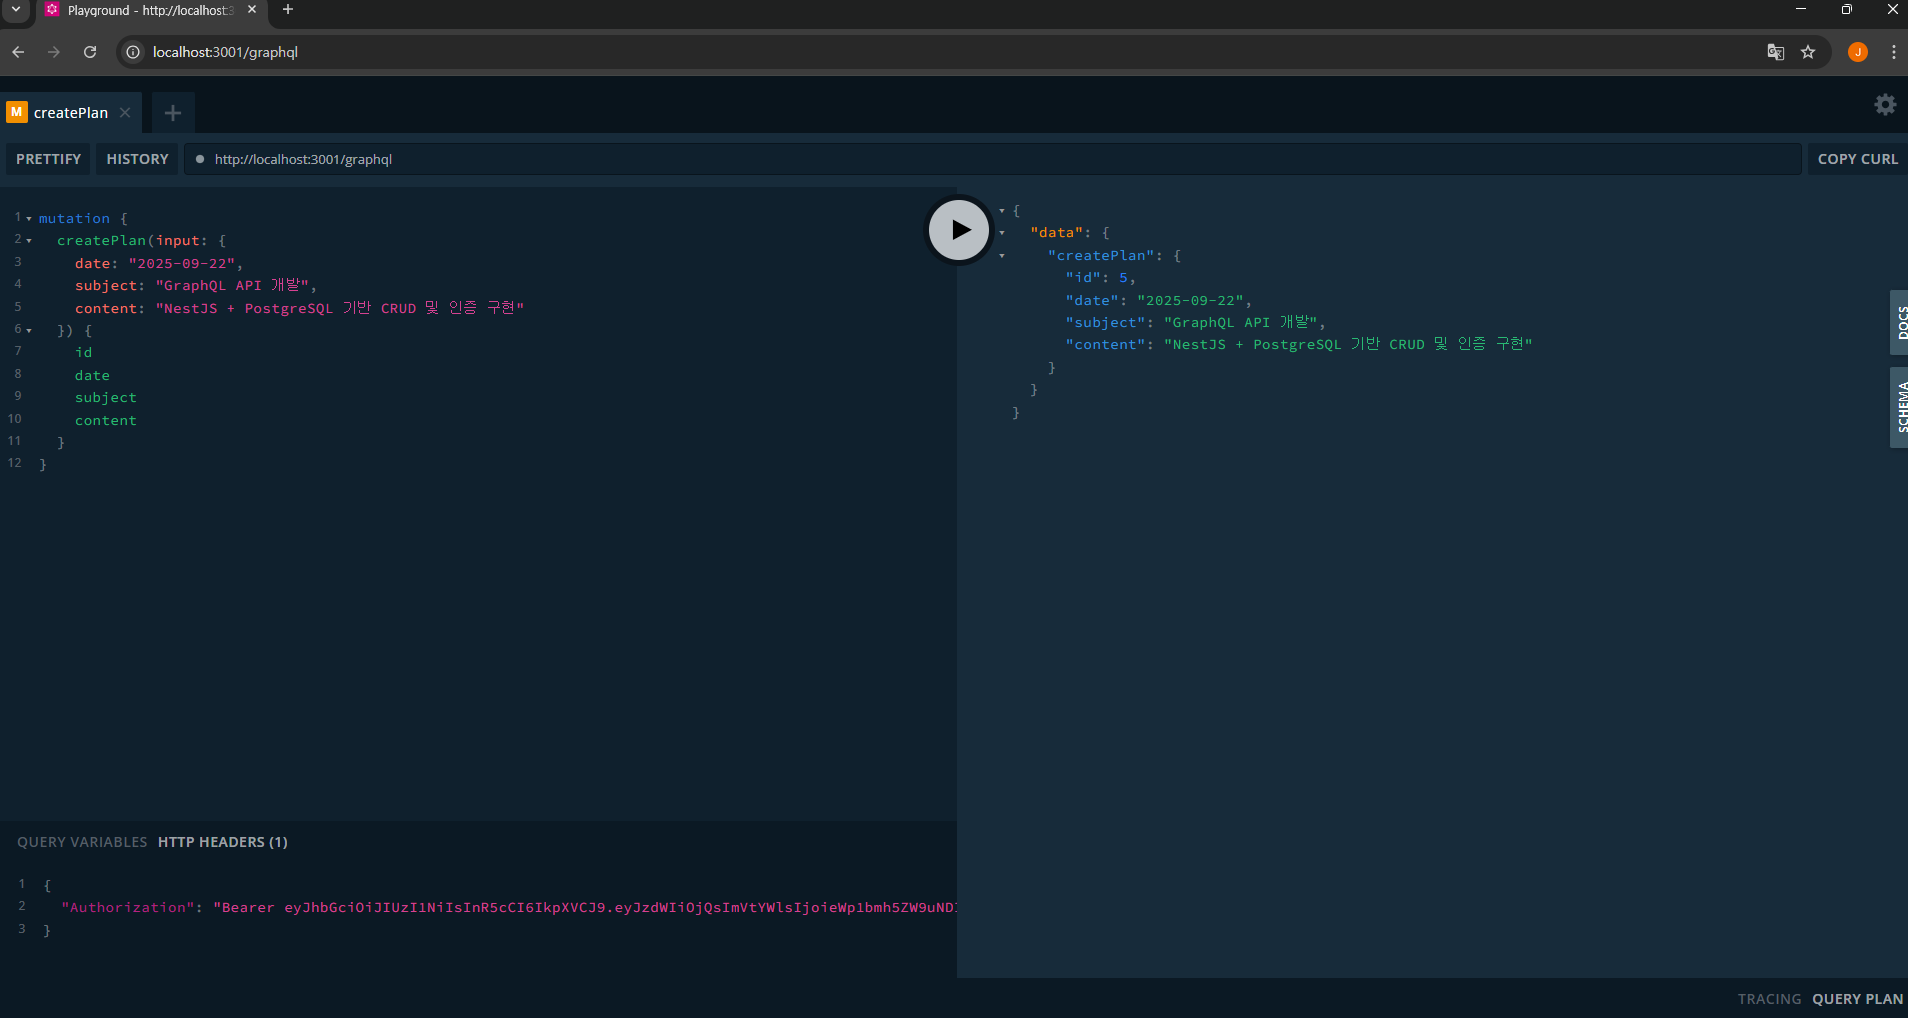 Playground - http://localhost:3
localhost:3001/graphql
J
M createPlan
PRETTIFY HISTORY http://localhost:3001/graphql COPY CURL
1 mutation {
2 createPlan(input: {
3 date: "2025-09-22",
4 subject: "GraphQL API 개발",
5 content: "NestJS + PostgreSQL 기반 CRUD 및 인증 구현"
6 }) {
7 id
8 date
9 subject
10 content
11 }
12 }
{
"data": {
"createPlan": {
"id": 5,
"date": "2025-09-22",
"subject": "GraphQL API 개발",
"content": "NestJS + PostgreSQL 기반 CRUD 및 인증 구현"
}
}
}
DOCS
SCHEMA
QUERY VARIABLES HTTP HEADERS (1)
1 {
2 "Authorization": "Bearer eyJhbGciOiJIUzI1NiIsInR5cCI6IkpXVCJ9.eyJzdWIiOjQsImVtYWlsIjoieWp1bmh5ZW9uNDI
3 }
TRACING QUERY PLAN